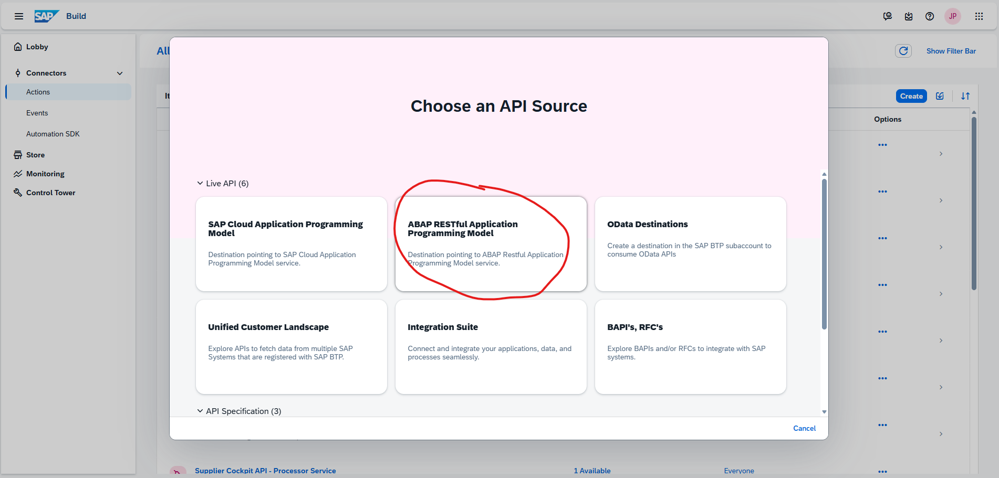 SAP Build
JP
Lobby
Connectors
Actions
Events
Automation SDK
Store
Monitoring
Control Tower
All
Show Filter Bar
It
Create
Options
Choose an API Source
Live API (6)
SAP Cloud Application Programming
Model
Destination pointing to SAP Cloud Application
Programming Model service.
ABAP RESTful Application
Programming Model
Destination pointing to ABAP Restful Application
Programming Model service.
OData Destinations
Create a destination in the SAP BTP subaccount to
consume OData APIs
Unified Customer Landscape
Explore APIs to fetch data from multiple SAP
Systems that are registered with SAP BTP.
Integration Suite
Connect and integrate your applications, data, and
processes seamlessly.
BAPI's, RFC's
Explore BAPIs and/or RFCs to integrate with SAP
systems.
API Specification (3)
Cancel
Supplier Cockpit API - Processor Service
1 Available
Everyone